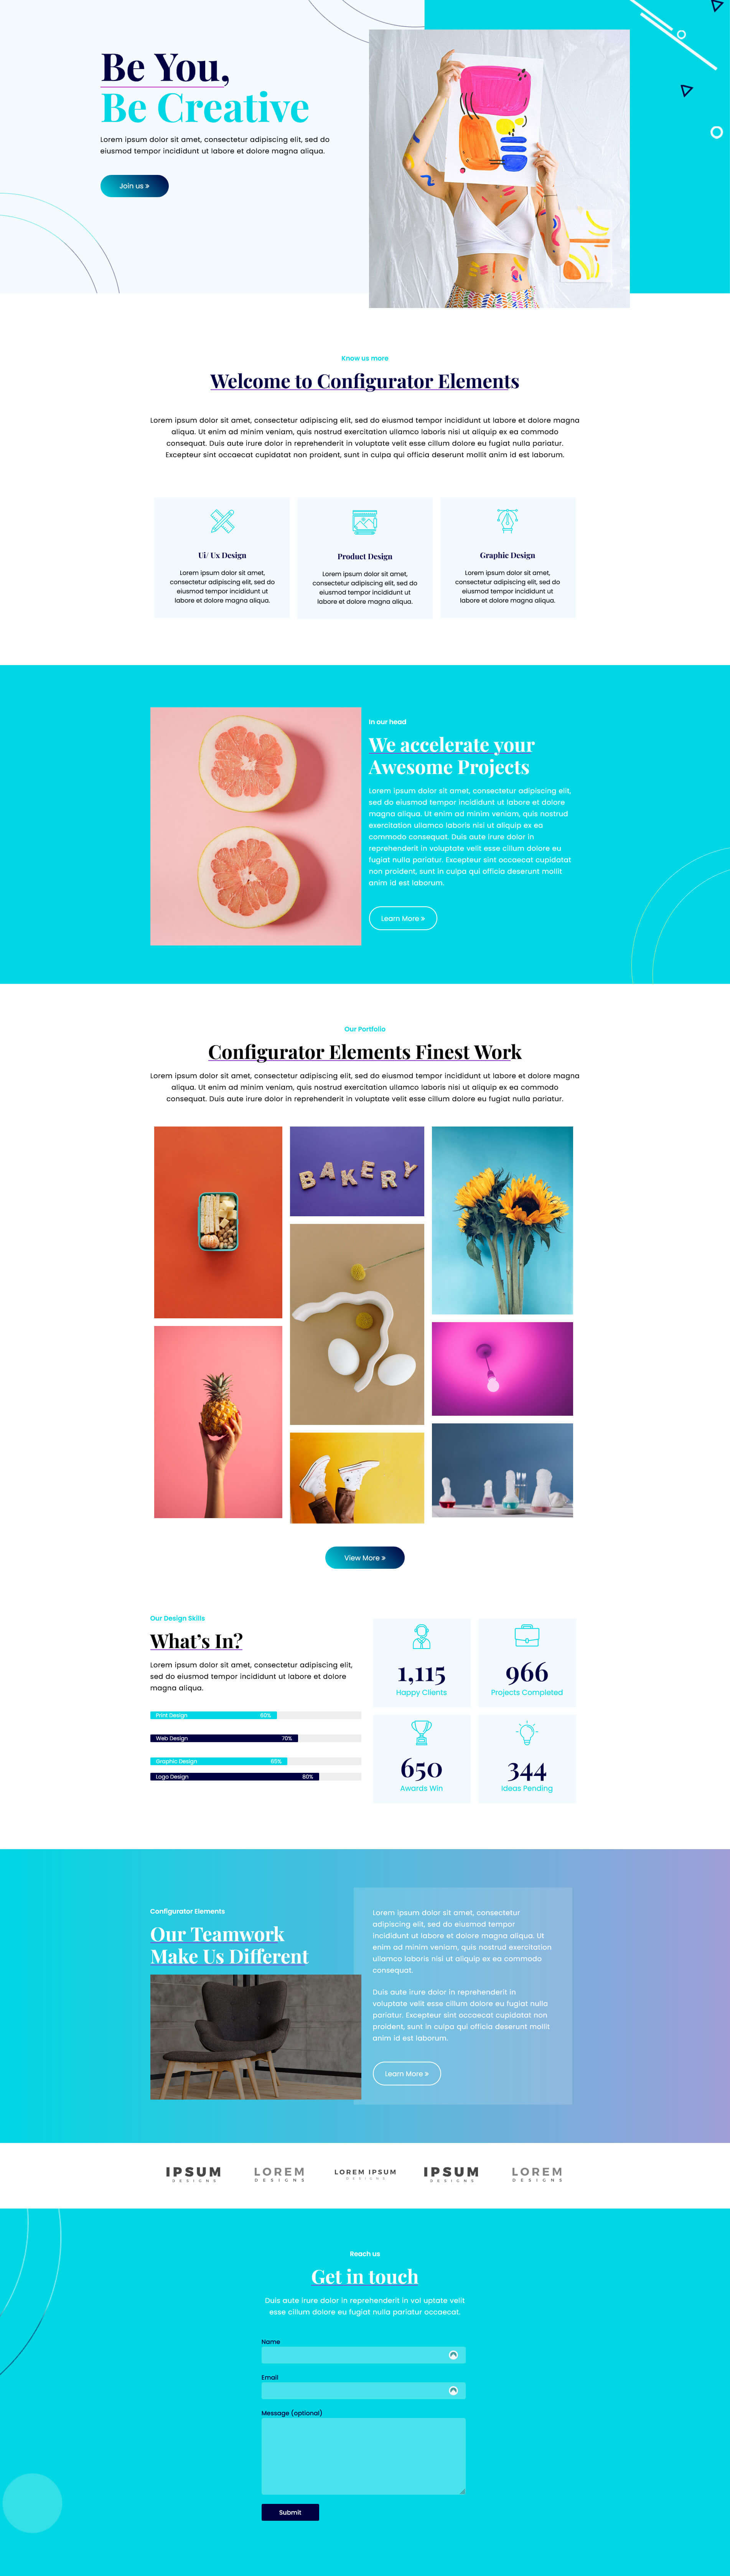 Be You,
Be Creative
Lorem ipsum dolor sit amet, consectetur adipiscing elit, sed do
eiusmod tempor incididunt ut labore et dolore magna aliqua.
Join us »
Know us more
Welcome to Configurator Elements
Lorem ipsum dolor sit amet, consectetur adipiscing elit, sed do eiusmod tempor incididunt ut labore et dolore magna
aliqua. Ut enim ad minim veniam, quis nostrud exercitation ullamco laboris nisi ut aliquip ex ea commodo
consequat. Duis aute irure dolor in reprehenderit in voluptate velit esse cillum dolore eu fugiat nulla pariatur.
Excepteur sint occaecat cupidatat non proident, sunt in culpa qui officia deserunt mollit anim id est laborum.
Ui/ Ux Design
Lorem ipsum dolor sit amet,
consectetur adipiscing elit, sed do
eiusmod tempor incididunt ut
labore et dolore magna aliqua.
Product Design
Lorem ipsum dolor sit amet,
consectetur adipiscing elit, sed do
eiusmod tempor incididunt ut
labore et dolore magna aliqua.
Graphic Design
Lorem ipsum dolor sit amet,
consectetur adipiscing elit, sed do
eiusmod tempor incididunt ut
labore et dolore magna aliqua.
In our head
We accelerate your
Awesome Projects
Lorem ipsum dolor sit amet, consectetur adipiscing elit,
sed do eiusmod tempor incididunt ut labore et dolore
magna aliqua. Ut enim ad minim veniam, quis nostrud
exercitation ullamco laboris nisi ut aliquip ex ea
commodo consequat. Duis aute irure dolor in
reprehenderit in voluptate velit esse cillum dolore eu
fugiat nulla pariatur. Excepteur sint occaecat cupidatat
non proident, sunt in culpa qui officia deserunt mollit
anim id est laborum.
Learn More »
Our Portfolio
Configurator Elements Finest Work
Lorem ipsum dolor sit amet, consectetur adipiscing elit, sed do eiusmod tempor incididunt ut labore et dolore magna
aliqua. Ut enim ad minim veniam, quis nostrud exercitation ullamco laboris nisi ut aliquip ex ea commodo
consequat. Duis aute irure dolor in reprehenderit in voluptate velit esse cillum dolore eu fugiat nulla pariatur.
BAKERY
View More »
Our Design Skills
What's In?
Lorem ipsum dolor sit amet, consectetur adipiscing elit,
sed do eiusmod tempor incididunt ut labore et dolore
magna aliqua.
Print Design 60%
Web Design 70%
Graphic Design 65%
Logo Design 80%
1,115
Happy Clients
966
Projects Completed
650
Awards Win
344
Ideas Pending
Configurator Elements
Our Teamwork
Make Us Different
Lorem ipsum dolor sit amet, consectetur
adipiscing elit, sed do eiusmod tempor
incididunt ut labore et dolore magna aliqua. Ut
enim ad minim veniam, quis nostrud exercitation
ullamco laboris nisi ut aliquip ex ea commodo
consequat.
Duis aute irure dolor in reprehenderit in
voluptate velit esse cillum dolore eu fugiat nulla
pariatur. Excepteur sint occaecat cupidatat non
proident, sunt in culpa qui officia deserunt mollit
anim id est laborum.
Learn More »
IPSUM
DESIGNS
LOREM
DESIGNS
LOREM IPSUM
DESIGNS
IPSUM
DESIGNS
LOREM
DESIGNS
Reach us
Get in touch
Duis aute irure dolor in reprehenderit in vol uptate velit
esse cillum dolore eu fugiat nulla pariatur occaecat.
Name
Email
Message (optional)
Submit